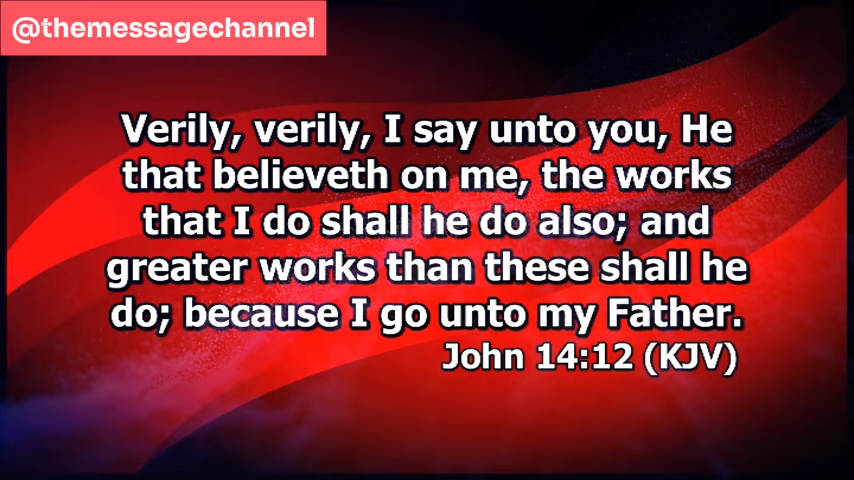 @themessagechannel
Verily, verily, I say unto you, He
that believeth on me, the works
that I do shall he do also; and
greater works than these shall he
do; because I go unto my Father.
John 14:12 (KJV)